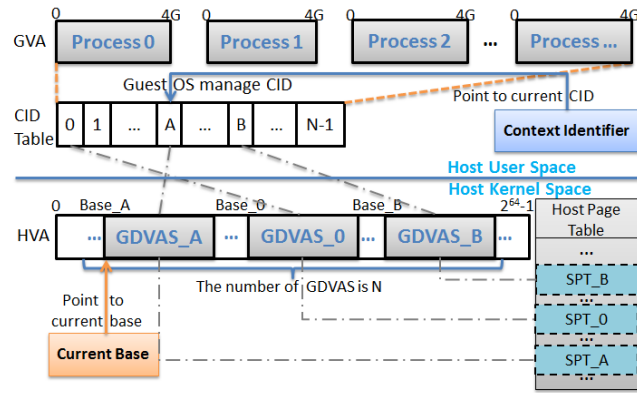 0 4G 0 4G 0 4G 0 4G
GVA Process 0 Process 1 Process 2 ... Process ...
Guest OS manage CID
Point to current CID
CID
Table
0 1 ... A ... B ... N-1
Context Identifier
Host User Space
Host Kernel Space
0 Base_A Base_0 Base_B 2^64-1
HVA ... GDVAS_A ... GDVAS_0 ... GDVAS_B ...
The number of GDVAS is N
Point to
current base
Current Base
Host Page
Table
...
SPT_B
...
SPT_0
...
SPT_A
...